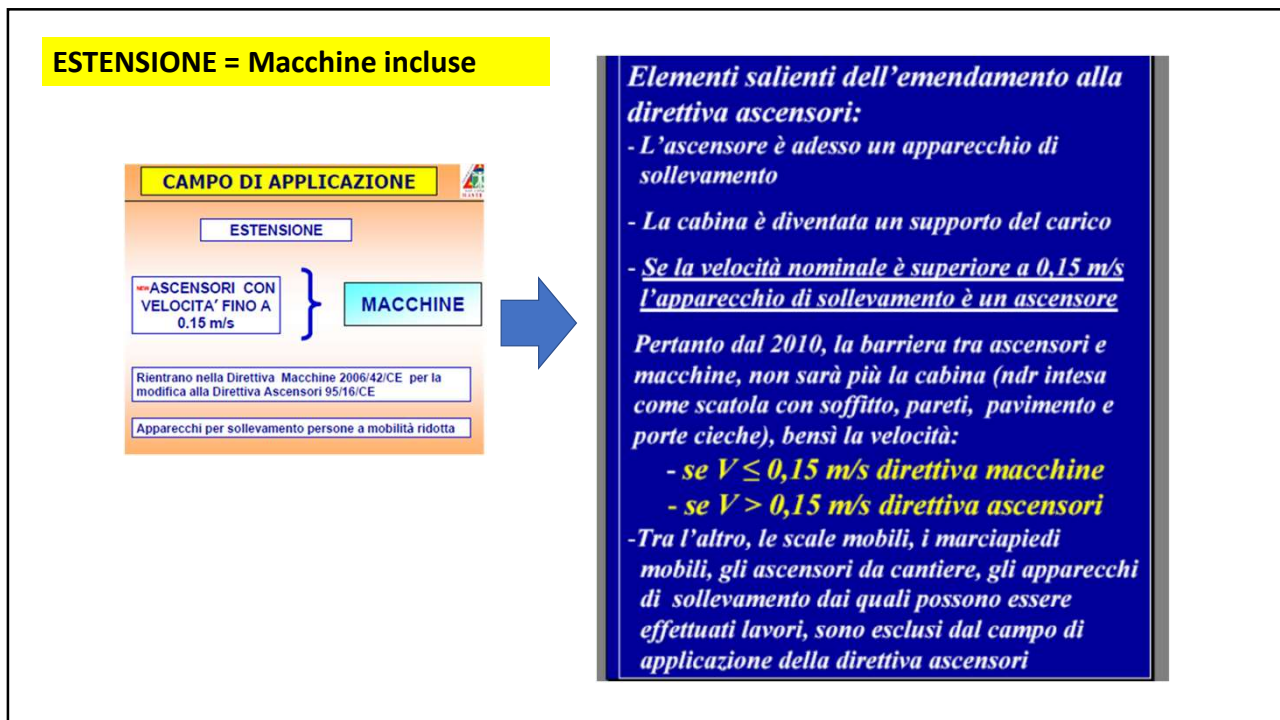 ESTENSIONE = Macchine incluse
CAMPO DI APPLICAZIONE
ESTENSIONE
NEW ASCENSORI CON
VELOCITA’ FINO A
0.15 m/s
MACCHINE
Rientrano nella Direttiva Macchine 2006/42/CE per la
modifica alla Direttiva Ascensori 95/16/CE
Apparecchi per sollevamento persone a mobilità ridotta
Elementi salienti dell’emendamento alla
direttiva ascensori:
- L’ascensore è adesso un apparecchio di
sollevamento
- La cabina è diventata un supporto del carico
- Se la velocità nominale è superiore a 0,15 m/s
l’apparecchio di sollevamento è un ascensore
Pertanto dal 2010, la barriera tra ascensori e
macchine, non sarà più la cabina (ndr intesa
come scatola con soffitto, pareti, pavimento e
porte cieche), bensì la velocità:
- se V ≤ 0,15 m/s direttiva macchine
- se V > 0,15 m/s direttiva ascensori
-Tra l’altro, le scale mobili, i marciapiedi
mobili, gli ascensori da cantiere, gli apparecchi
di sollevamento dai quali possono essere
effettuati lavori, sono esclusi dal campo di
applicazione della direttiva ascensori